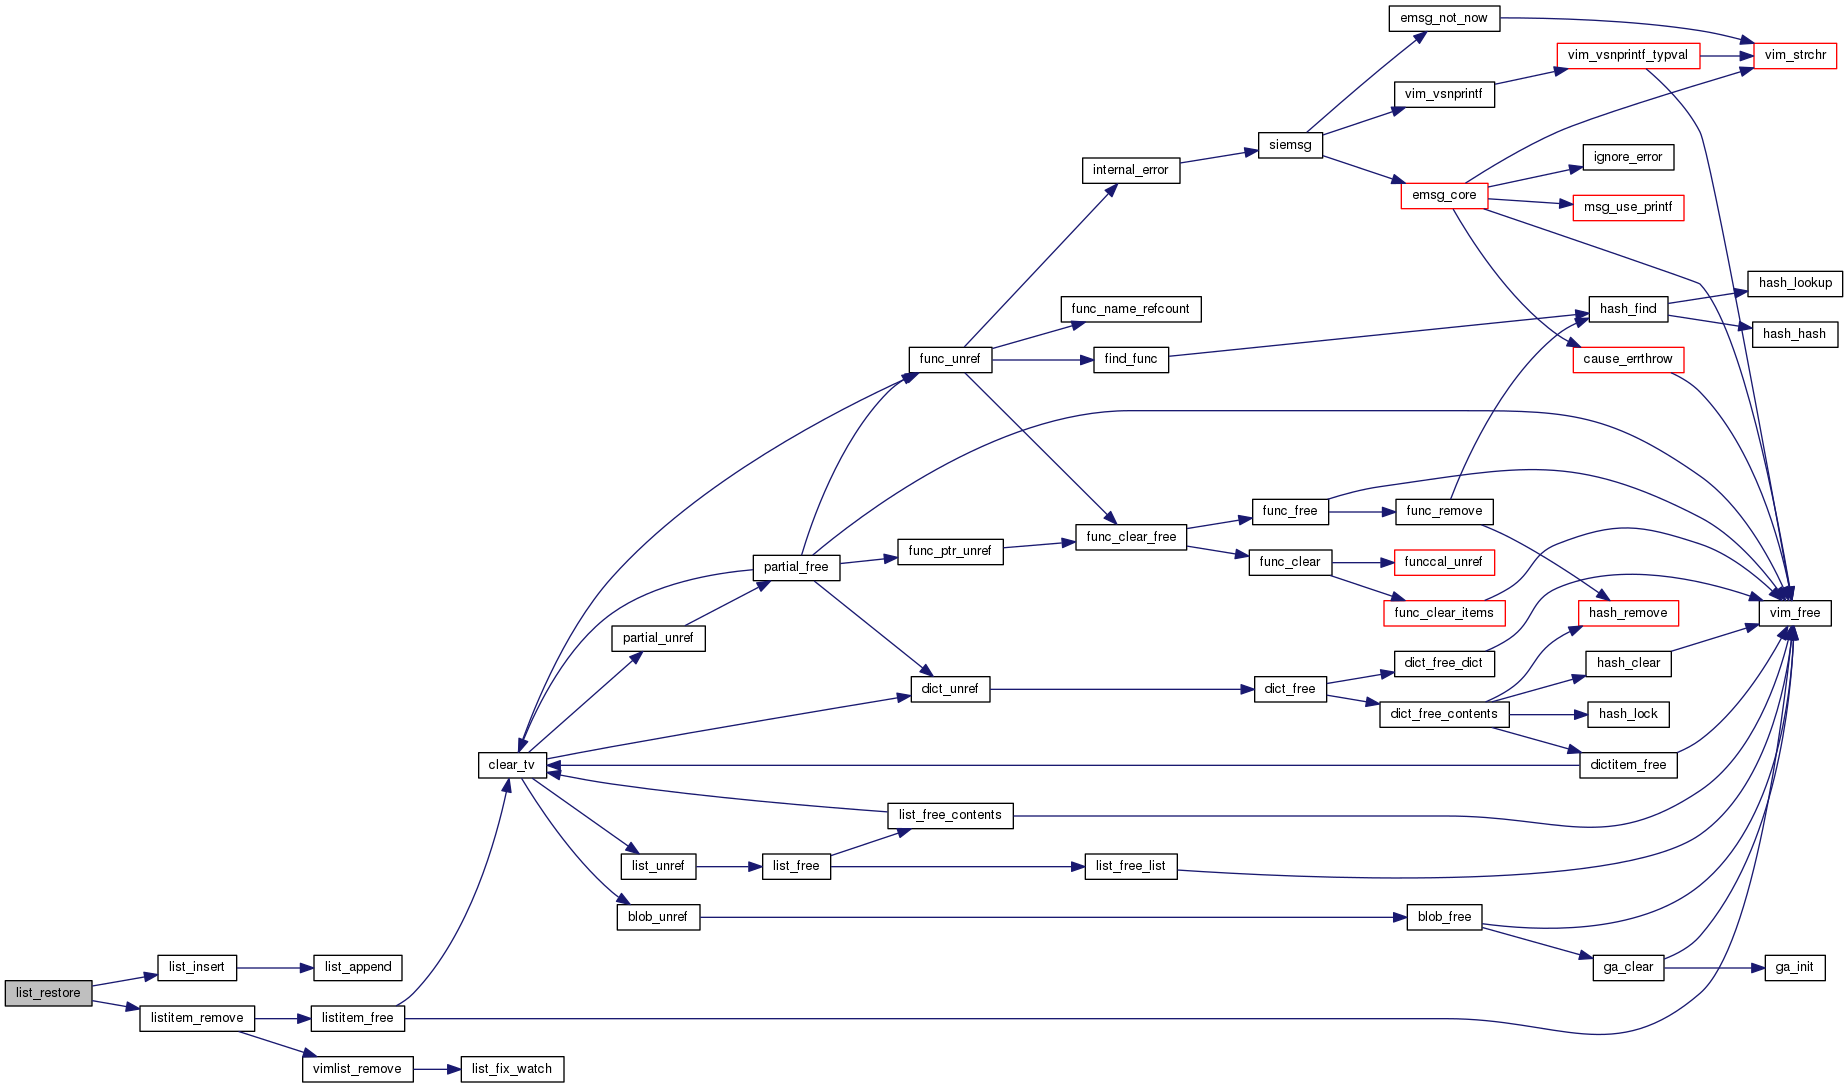 emsg_not_now
vim_vsnprintf_typval
vim_strchr
vim_vsnprintf
siemsg
ignore_error
internal_error
emsg_core
msg_use_printf
hash_lookup
func_name_refcount
hash_find
hash_hash
func_unref
find_func
cause_errthrow
func_free
func_remove
func_clear_free
func_ptr_unref
func_clear
funccal_unref
partial_free
func_clear_items
hash_remove
vim_free
partial_unref
dict_free_dict
hash_clear
dict_unref
dict_free
dict_free_contents
hash_lock
clear_tv
dictitem_free
list_free_contents
list_unref
list_free
list_free_list
blob_unref
blob_free
list_insert
list_append
ga_clear
ga_init
list_restore
listitem_remove
listitem_free
vimlist_remove
list_fix_watch